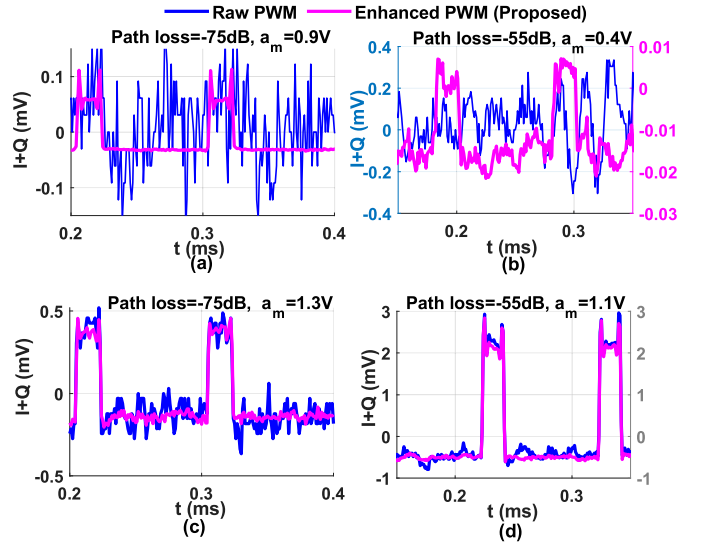 Raw PWM Enhanced PWM (Proposed)
Path loss=-75dB, a_m=0.9V
Path loss=-55dB, a_m=0.4V
0.1
0
-0.1
I+Q (mV)
0.2 0.3 0.4
t (ms)
(a)
0.4
0.2
0
-0.2
-0.4
I+Q (mV)
0.01
0
-0.01
-0.02
-0.03
0.2 0.3
t (ms)
(b)
Path loss=-75dB, a_m=1.3V
Path loss=-55dB, a_m=1.1V
0.5
0
-0.5
I+Q (mV)
0.2 0.3 0.4
t (ms)
(c)
3
2
1
0
-1
I+Q (mV)
3
2
1
0
-1
0.2 0.3
t (ms)
(d)